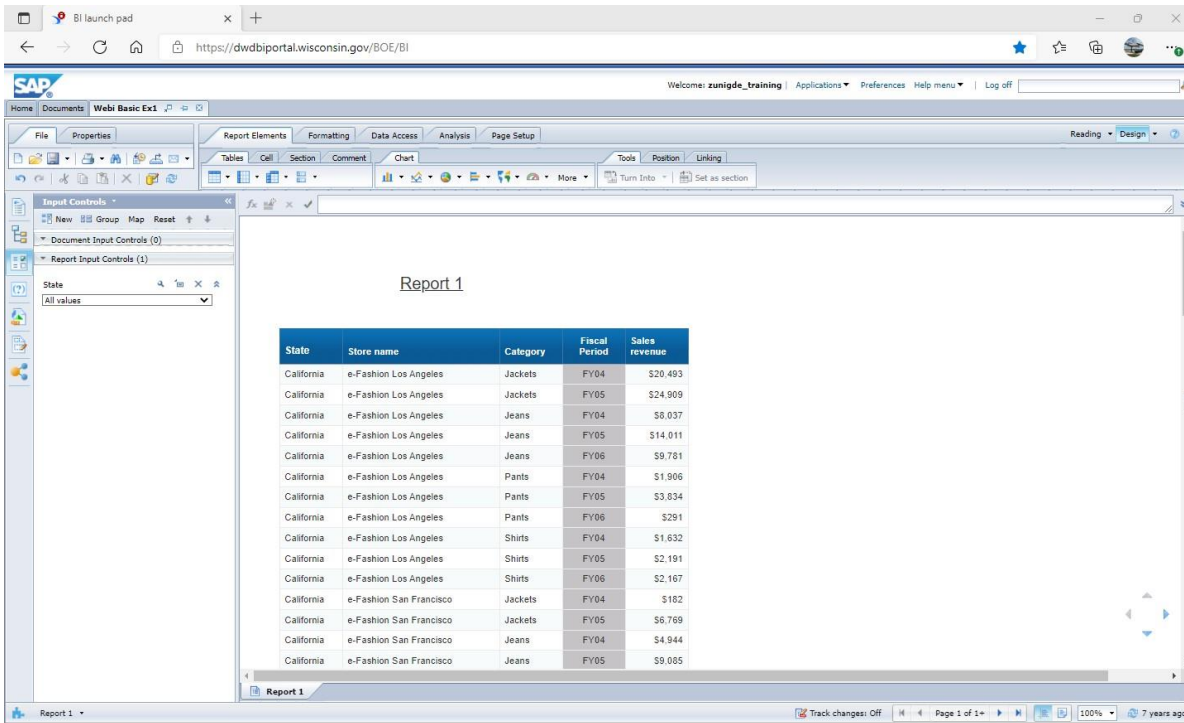 BI launch pad
https://dwdbiportal.wisconsin.gov/BOE/BI
SAP
Welcome: zunigde_training | Applications Preferences Help menu | Log off
Home Documents Webi Basic Ex1
File Properties Report Elements Formatting Data Access Analysis Page Setup Reading Design
Tables Cell Section Comment Chart Tools Position Linking
More Turn Into Set as section
Input Controls
New Group Map Reset
Document Input Controls (0)
Report Input Controls (1)
State
All values
Report 1
State Store name Category Fiscal Period Sales revenue
California e-Fashion Los Angeles Jackets FY04 $20,493
California e-Fashion Los Angeles Jackets FY05 $24,909
California e-Fashion Los Angeles Jeans FY04 $8,037
California e-Fashion Los Angeles Jeans FY05 $14,011
California e-Fashion Los Angeles Jeans FY06 $9,781
California e-Fashion Los Angeles Pants FY04 $1,906
California e-Fashion Los Angeles Pants FY05 $3,834
California e-Fashion Los Angeles Pants FY06 $291
California e-Fashion Los Angeles Shirts FY04 $1,632
California e-Fashion Los Angeles Shirts FY05 $2,191
California e-Fashion Los Angeles Shirts FY06 $2,167
California e-Fashion San Francisco Jackets FY04 $182
California e-Fashion San Francisco Jackets FY05 $6,769
California e-Fashion San Francisco Jeans FY04 $4,944
California e-Fashion San Francisco Jeans FY05 $9,085
Report 1
Report 1 Track changes: Off Page 1 of 1+ 100% 7 years ago